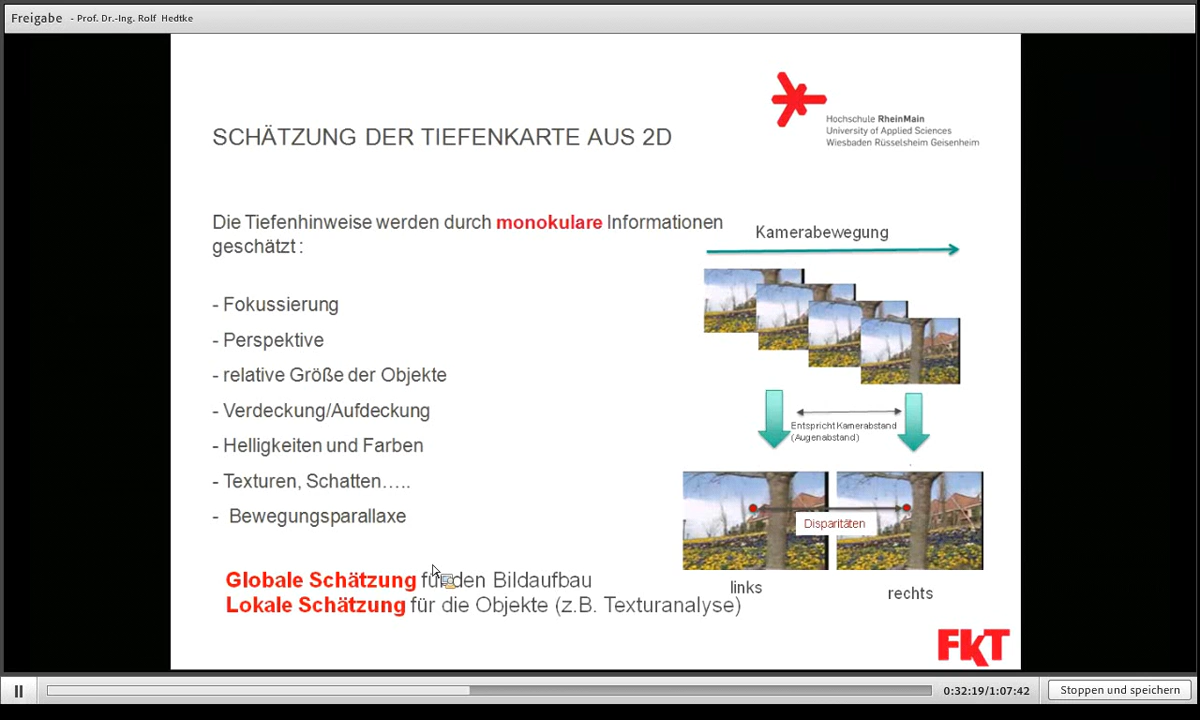 Freigabe - Prof. Dr.-Ing. Rolf Hedtke
Hochschule RheinMain
University of Applied Sciences
Wiesbaden Rüsselsheim Geisenheim
SCHÄTZUNG DER TIEFENKARTE AUS 2D
Die Tiefenhinweise werden durch monokulare Informationen
geschätzt :
- Fokussierung
- Perspektive
- relative Größe der Objekte
- Verdeckung/Aufdeckung
- Helligkeiten und Farben
- Texturen, Schatten…..
- Bewegungsparallaxe
Globale Schätzung für den Bildaufbau
Lokale Schätzung für die Objekte (z.B. Texturanalyse)
Kamerabewegung
Entspricht Kameraabstand
(Augenabstand)
Disparitäten
links
rechts
FKT
0:32:19/1:07:42
Stoppen und speichern